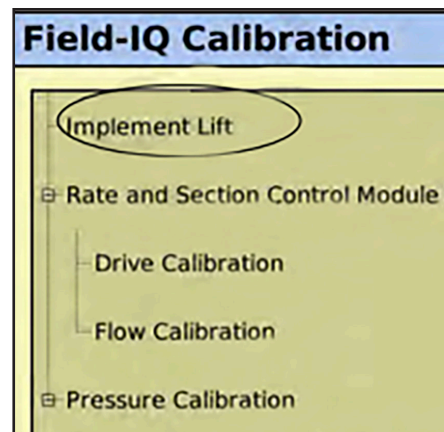 Field-IQ Calibration
Implement Lift
Rate and Section Control Module
Drive Calibration
Flow Calibration
Pressure Calibration